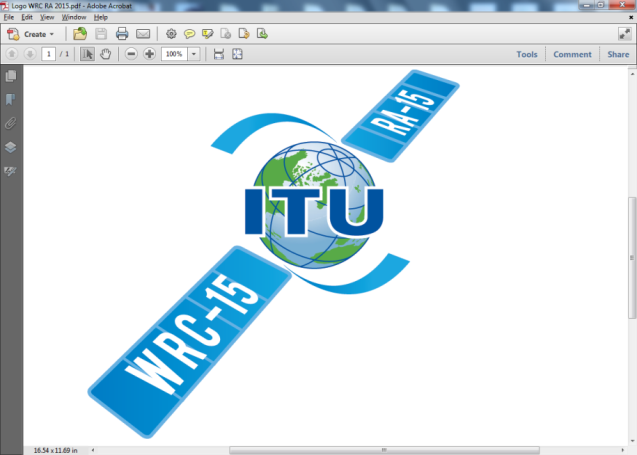 Logo WRC RA 2015.pdf - Adobe Acrobat
File Edit View Window Help
Create
1 / 1
100%
Tools Comment Share
RA-15
ITU
WRC-15
16.54 x 11.69 in